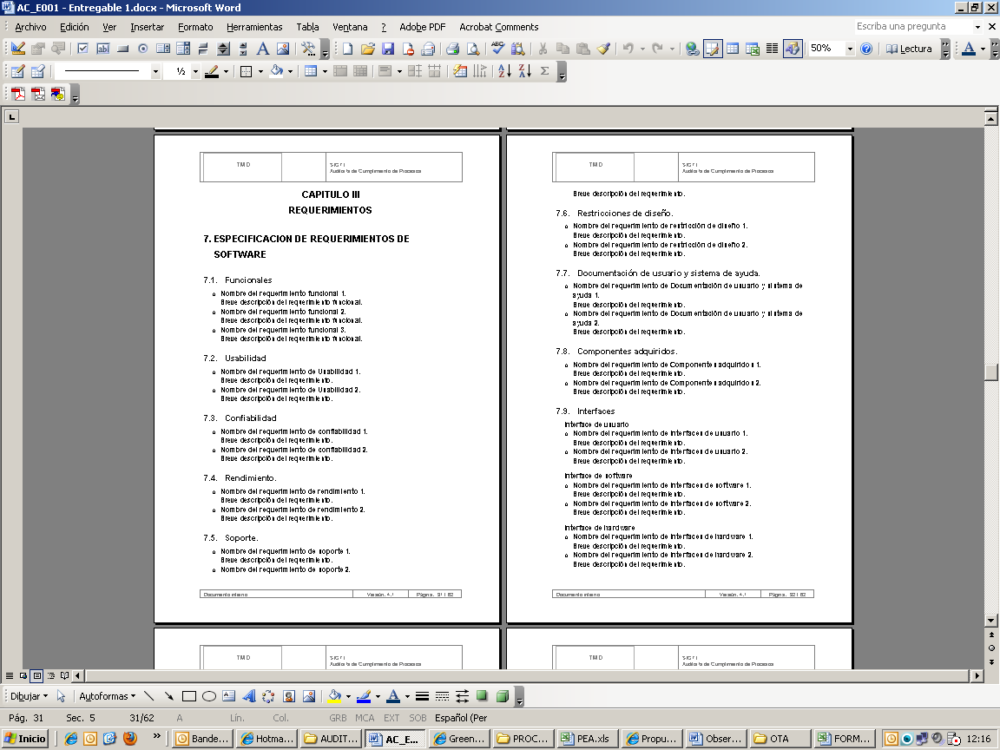 AC_E001 - Entregable 1.docx - Microsoft Word
Archivo Edición Ver Insertar Formato Herramientas Tabla Ventana ? Adobe PDF Acrobat Comments
Escriba una pregunta
50%
Lectura
½
TMD
Auditoría de Cumplimiento de Procesos
CAPITULO III
REQUERIMIENTOS
7. ESPECIFICACION DE REQUERIMIENTOS DE
SOFTWARE
7.1. Funcionales
o Nombre del requerimiento funcional 1.
Breve descripción del requerimiento funcional.
o Nombre del requerimiento funcional 2.
Breve descripción del requerimiento funcional.
o Nombre del requerimiento funcional 3.
Breve descripción del requerimiento funcional.
7.2. Usabilidad
o Nombre del requerimiento de Usabilidad 1.
Breve descripción del requerimiento.
o Nombre del requerimiento de Usabilidad 2.
Breve descripción del requerimiento.
7.3. Confiabilidad
o Nombre del requerimiento de confiabilidad 1.
Breve descripción del requerimiento.
o Nombre del requerimiento de confiabilidad 2.
Breve descripción del requerimiento.
7.4. Rendimiento.
o Nombre del requerimiento de rendimiento 1.
Breve descripción del requerimiento.
o Nombre del requerimiento de rendimiento 2.
Breve descripción del requerimiento.
7.5. Soporte.
o Nombre del requerimiento de soporte 1.
Breve descripción del requerimiento.
o Nombre del requerimiento de soporte 2.
Documento interno Versión. 4.1 Página. 31 / 62
TMD
Auditoría de Cumplimiento de Procesos
Breve descripción del requerimiento.
7.6. Restricciones de diseño.
o Nombre del requerimiento de restricción de diseño 1.
Breve descripción del requerimiento.
o Nombre del requerimiento de restricción de diseño 2.
Breve descripción del requerimiento.
7.7. Documentación de usuario y sistema de ayuda.
o Nombre del requerimiento de Documentación de usuario y sistema de
ayuda 1.
Breve descripción del requerimiento.
o Nombre del requerimiento de Documentación de usuario y sistema de
ayuda 2.
Breve descripción del requerimiento.
7.8. Componentes adquiridos.
o Nombre del requerimiento de Componentes adquiridos 1.
Breve descripción del requerimiento.
o Nombre del requerimiento de Componentes adquiridos 2.
Breve descripción del requerimiento.
7.9. Interfaces
Interface de usuario
o Nombre del requerimiento de interfaces de usuario 1.
Breve descripción del requerimiento.
o Nombre del requerimiento de interfaces de usuario 2.
Breve descripción del requerimiento.
Interface de software
o Nombre del requerimiento de interfaces de software 1.
Breve descripción del requerimiento.
o Nombre del requerimiento de interfaces de software 2.
Breve descripción del requerimiento.
Interface de hardware
o Nombre del requerimiento de interfaces de hardware 1.
Breve descripción del requerimiento.
o Nombre del requerimiento de interfaces de hardware 2.
Breve descripción del requerimiento.
Documento interno Versión. 4.1 Página. 32 / 62
TMD
Auditoría de Cumplimiento de Procesos
TMD
Auditoría de Cumplimiento de Procesos
Dibujar Autoformas
Pág. 31 Sec. 5 31/62 A Lín. Col. GRB MCA EXT SOB Español (Per
Inicio Bande... Hotma... AUDIT... AC_E... Green... PROC... PEA.xls Propu... Obser... OTA FORM... 12:16